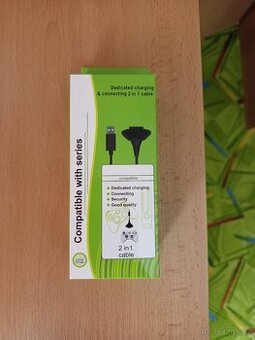 Dedicated charging
& connecting 2 in 1 cable
Compatible with series
compatible
Dedicated charging
Connecting
Security
Good quality
2 in 1
cable